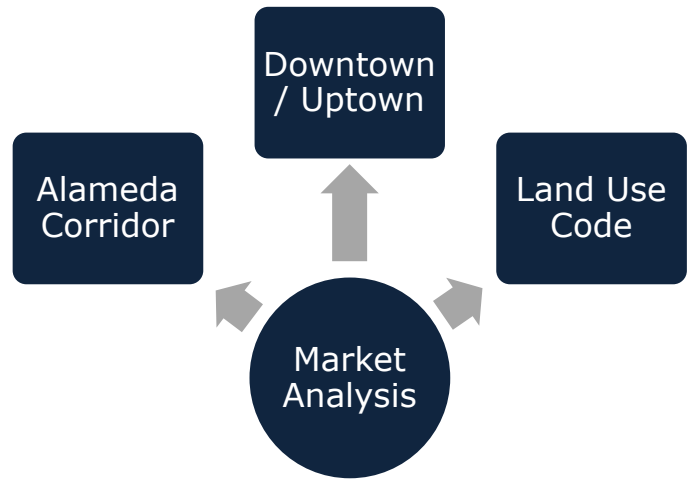 Downtown
/ Uptown
Alameda
Corridor
Land Use
Code
Market
Analysis